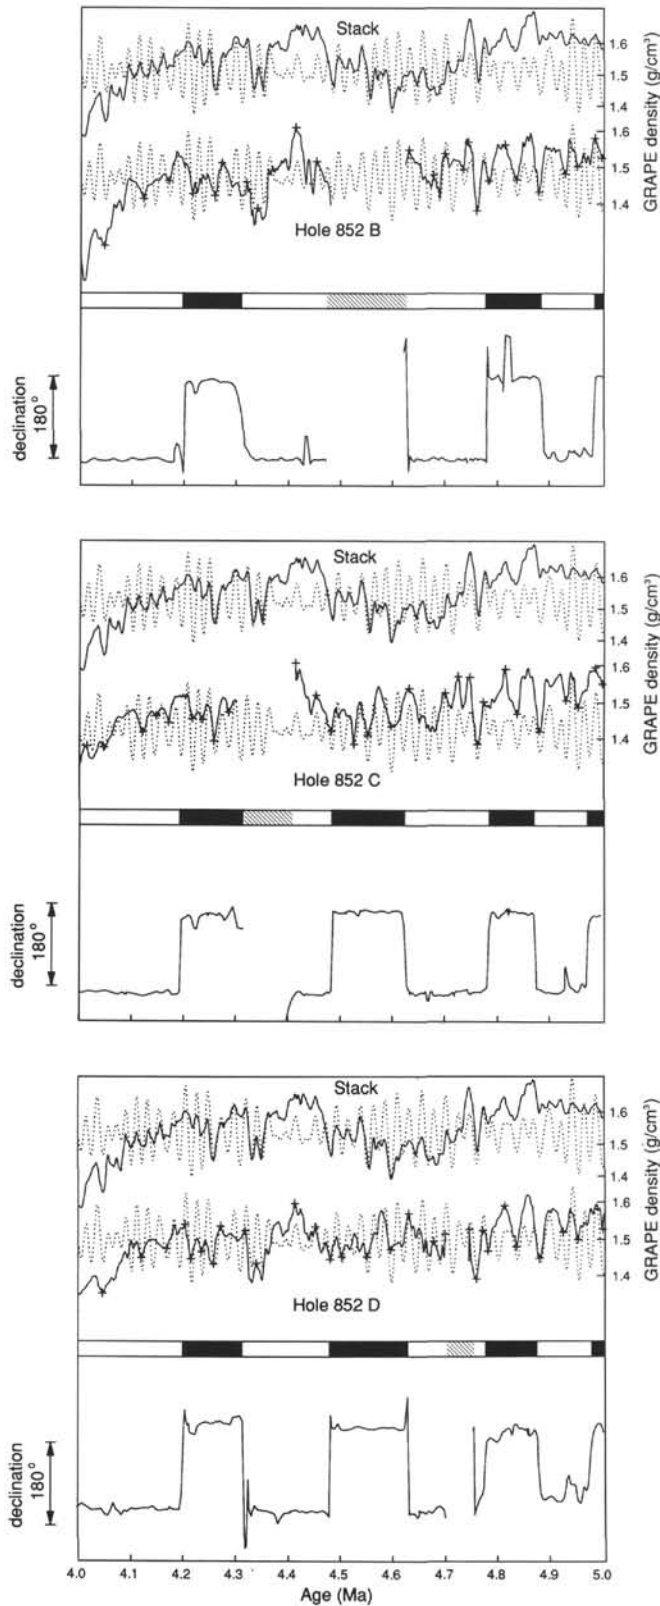 Stack
1.6
1.5
1.4
1.6
1.5
1.4
GRAPE density (g/cm³)
Hole 852 B
declination
180°
Stack
1.6
1.5
1.4
1.6
1.5
1.4
GRAPE density (g/cm³)
Hole 852 C
declination
180°
Stack
1.6
1.5
1.4
1.6
1.5
1.4
GRAPE density (g/cm³)
Hole 852 D
declination
180°
4.0 4.1 4.2 4.3 4.4 4.5 4.6 4.7 4.8 4.9 5.0
Age (Ma)